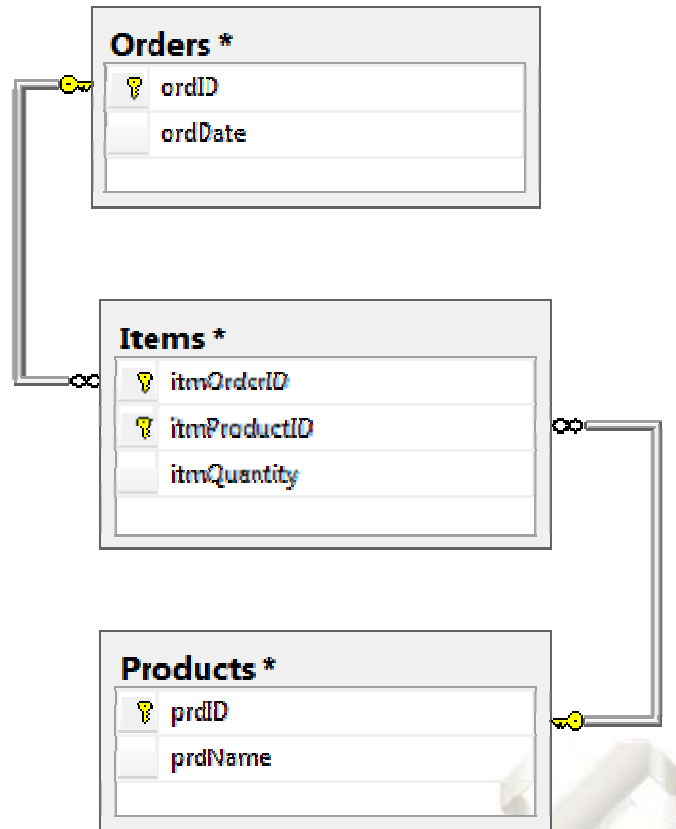 Orders *
ordID
ordDate
Items *
itmOrderID
itmProductID
itmQuantity
Products *
prdID
prdName